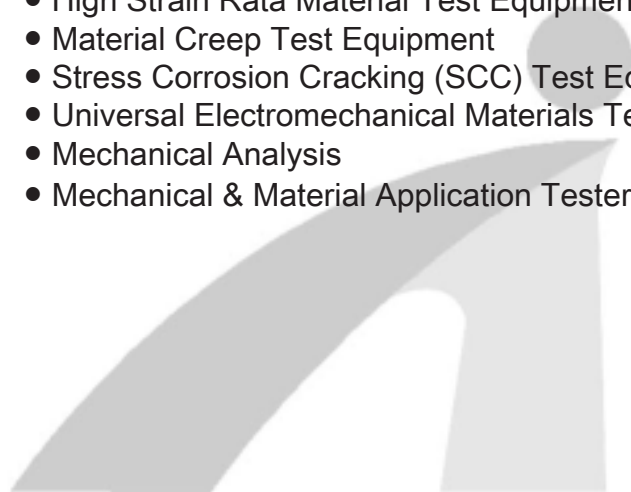 • High Strain Rata Material Test Equipmen
• Material Creep Test Equipment
• Stress Corrosion Cracking (SCC) Test E
• Universal Electromechanical Materials Te
• Mechanical Analysis
• Mechanical & Material Application Tester